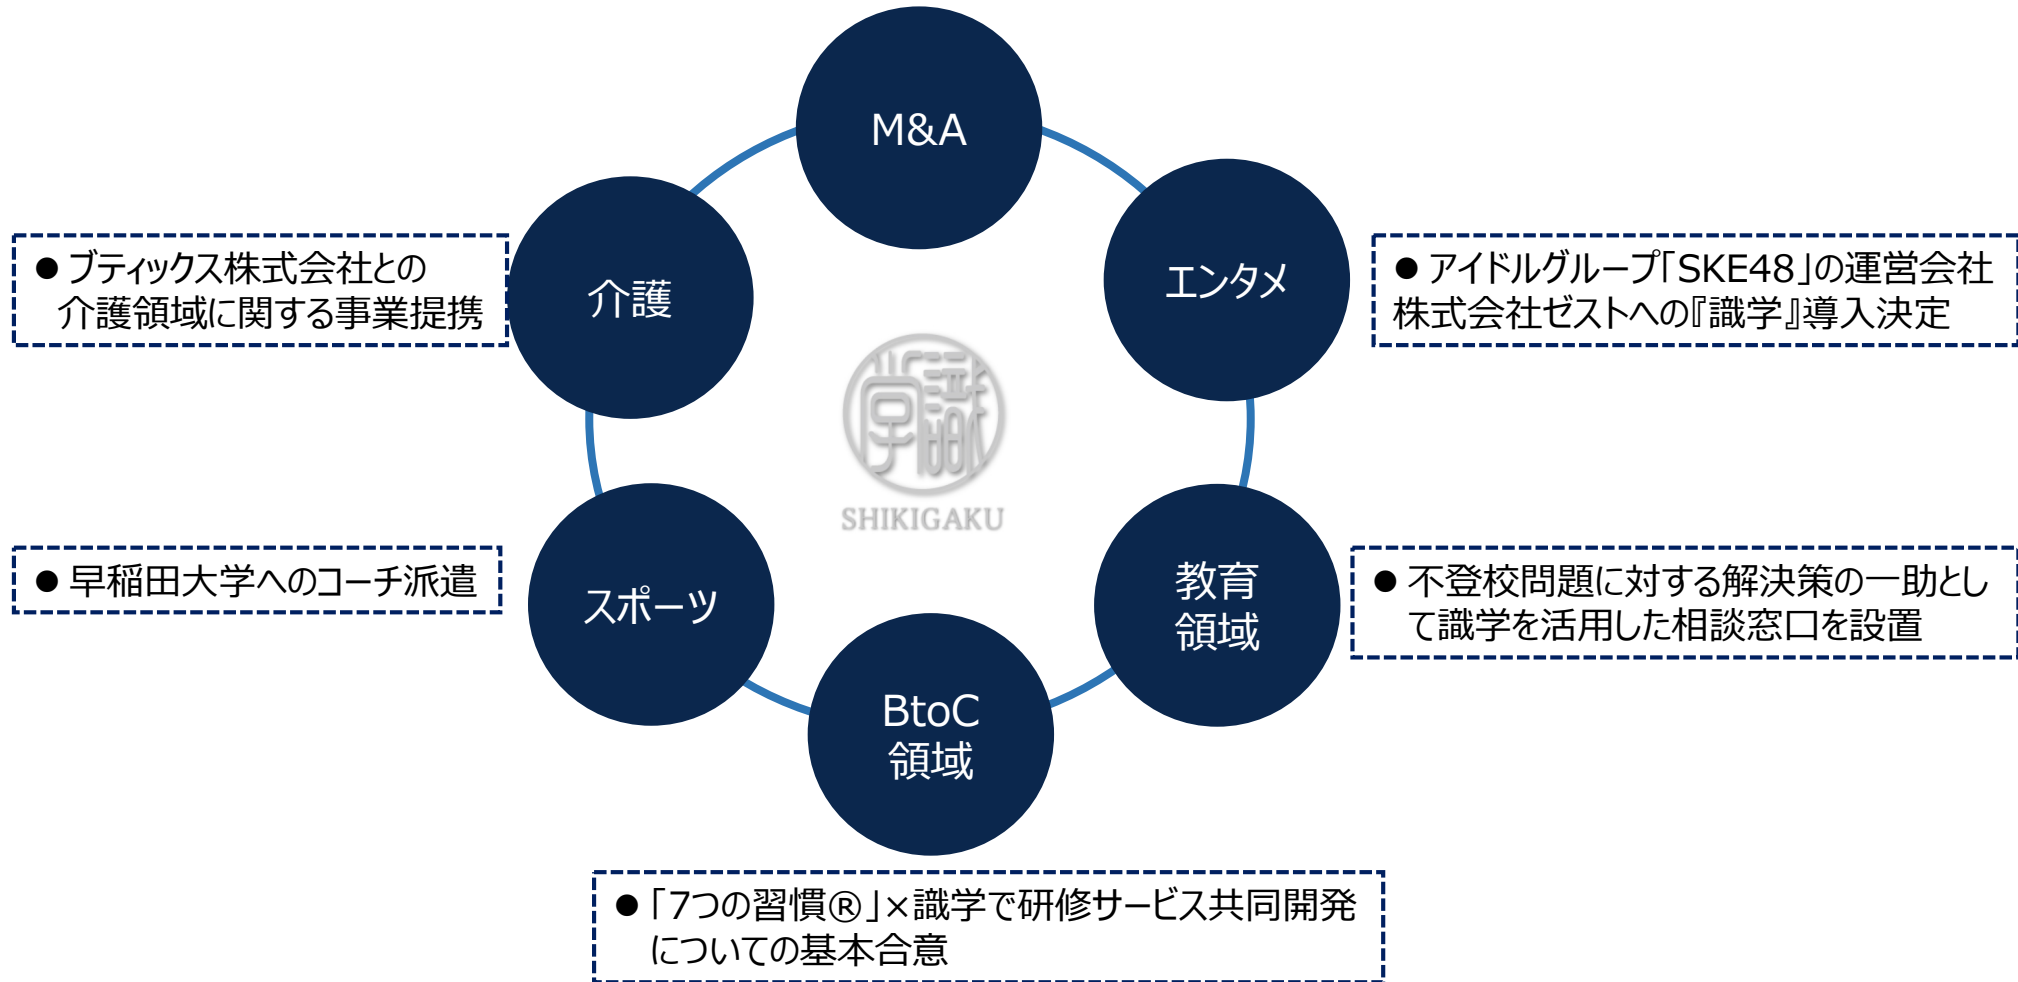 M&A
介護
エンタメ
● ブティックス株式会社との
介護領域に関する事業提携
● アイドルグループ「SKE48」の運営会社
株式会社ゼストへの『識学』導入決定
識学
SHIKIGAKU
スポーツ
教育
領域
● 早稲田大学へのコーチ派遣
● 不登校問題に対する解決策の一助とし
て識学を活用した相談窓口を設置
BtoC
領域
● 「7つの習慣®」×識学で研修サービス共同開発
についての基本合意